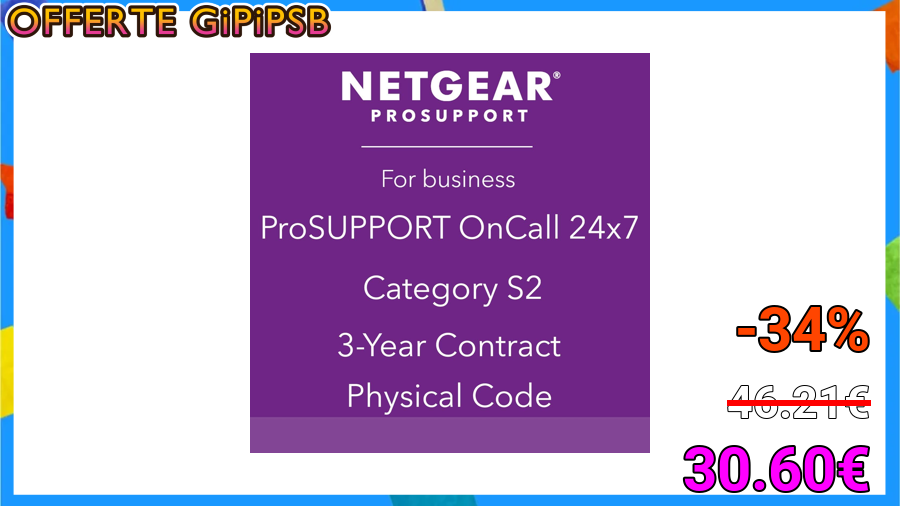 OFFERTE GiPiPSB
NETGEAR®
PROSUPPORT
For business
ProSUPPORT OnCall 24x7
Category S2
3-Year Contract
Physical Code
-34%
46.21€
30.60€